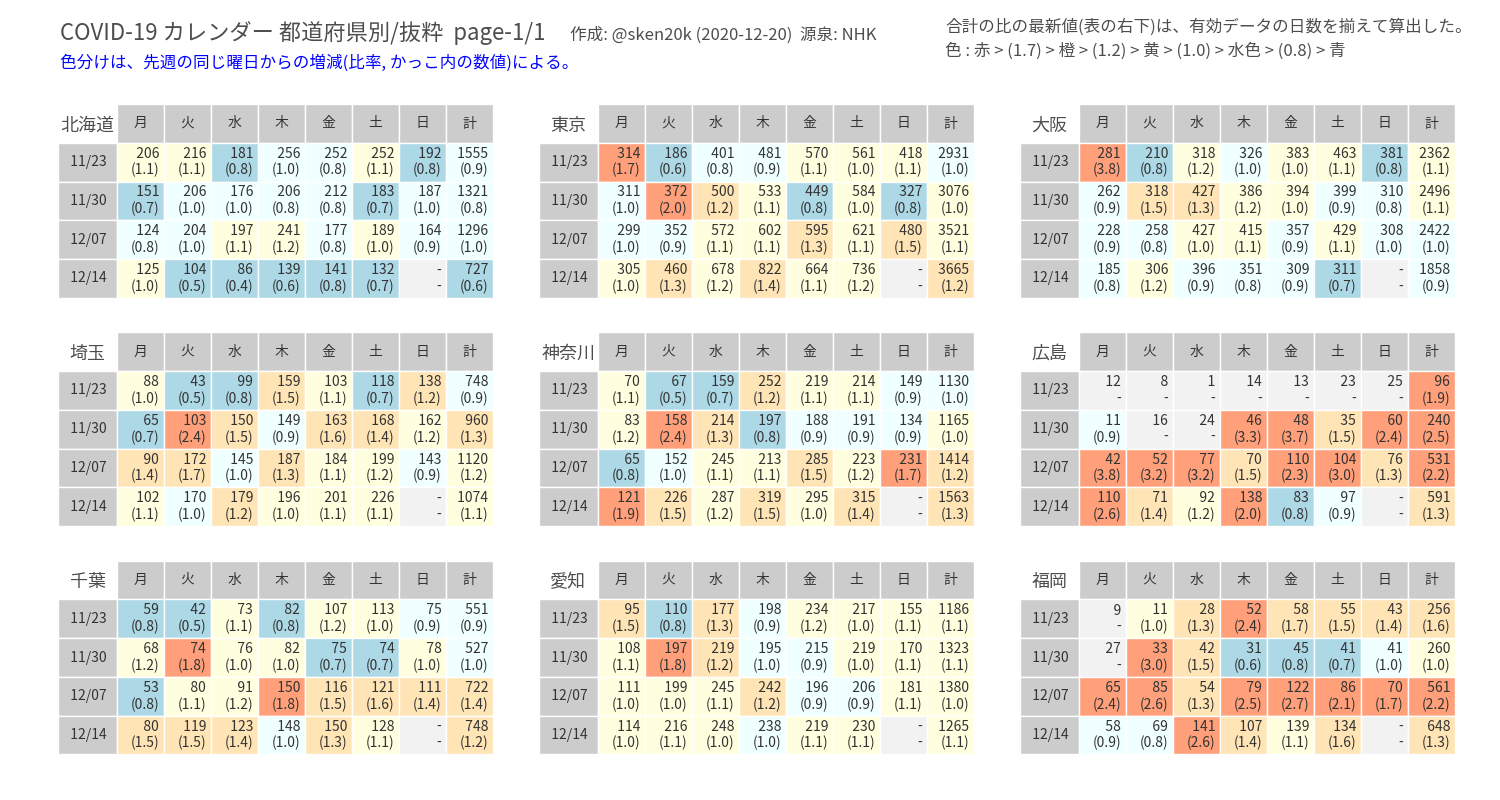 COVID-19 カレンダー 都道府県別/抜粋 page-1/1 作成: @sken20k (2020-12-20) 源泉: NHK
色分けは、先週の同じ曜日からの増減(比率, かっこ内の数値)による。
合計の比の最新値(表の右下)は、有効データの日数を揃えて算出した。
色 : 赤 > (1.7) > 橙 > (1.2) > 黄 > (1.0) > 水色 > (0.8) > 青
北海道 月 火 水 木 金 土 日 計
11/23 206 216 181 256 252 252 192 1555
(1.1) (1.1) (0.8) (1.0) (0.8) (1.1) (0.8) (0.9)
11/30 151 206 176 206 212 183 187 1321
(0.7) (1.0) (1.0) (0.8) (0.8) (0.7) (1.0) (0.8)
12/07 124 204 197 241 177 189 164 1296
(0.8) (1.0) (1.1) (1.2) (0.8) (1.0) (0.9) (1.0)
12/14 125 104 86 139 141 132 - 727
(1.0) (0.5) (0.4) (0.6) (0.8) (0.7) - (0.6)
東京 月 火 水 木 金 土 日 計
11/23 314 186 401 481 570 561 418 2931
(1.7) (0.6) (0.8) (0.9) (1.1) (1.0) (1.1) (1.0)
11/30 311 372 500 533 449 584 327 3076
(1.0) (2.0) (1.2) (1.1) (0.8) (1.0) (0.8) (1.0)
12/07 299 352 572 602 595 621 480 3521
(1.0) (0.9) (1.1) (1.1) (1.3) (1.1) (1.5) (1.1)
12/14 305 460 678 822 664 736 - 3665
(1.0) (1.3) (1.2) (1.4) (1.1) (1.2) - (1.2)
大阪 月 火 水 木 金 土 日 計
11/23 281 210 318 326 383 463 381 2362
(3.8) (0.8) (1.2) (1.0) (1.0) (1.1) (0.8) (1.1)
11/30 262 318 427 386 394 399 310 2496
(0.9) (1.5) (1.3) (1.2) (1.0) (0.9) (0.8) (1.1)
12/07 228 258 427 415 357 429 308 2422
(0.9) (0.8) (1.0) (1.1) (0.9) (1.1) (1.0) (1.0)
12/14 185 306 396 351 309 311 - 1858
(0.8) (1.2) (0.9) (0.8) (0.9) (0.7) - (0.9)
埼玉 月 火 水 木 金 土 日 計
11/23 88 43 99 159 103 118 138 748
(1.0) (0.5) (0.8) (1.5) (1.1) (0.7) (1.2) (0.9)
11/30 65 103 150 149 163 168 162 960
(0.7) (2.4) (1.5) (0.9) (1.6) (1.4) (1.2) (1.3)
12/07 90 172 145 187 184 199 143 1120
(1.4) (1.7) (1.0) (1.3) (1.1) (1.2) (0.9) (1.2)
12/14 102 170 179 196 201 226 - 1074
(1.1) (1.0) (1.2) (1.0) (1.1) (1.1) - (1.1)
神奈川 月 火 水 木 金 土 日 計
11/23 70 67 159 252 219 214 149 1130
(1.1) (0.5) (0.7) (1.2) (1.1) (1.1) (0.9) (1.0)
11/30 83 158 214 197 188 191 134 1165
(1.2) (2.4) (1.3) (0.8) (0.9) (0.9) (0.9) (1.0)
12/07 65 152 245 213 285 223 231 1414
(0.8) (1.0) (1.1) (1.1) (1.5) (1.2) (1.7) (1.2)
12/14 121 226 287 319 295 315 - 1563
(1.9) (1.5) (1.2) (1.5) (1.0) (1.4) - (1.3)
広島 月 火 水 木 金 土 日 計
11/23 12 8 1 14 13 23 25 96
- - - - - - - (1.9)
11/30 11 16 24 46 48 35 60 240
(0.9) - - (3.3) (3.7) (1.5) (2.4) (2.5)
12/07 42 52 77 70 110 104 76 531
(3.8) (3.2) (3.2) (1.5) (2.3) (3.0) (1.3) (2.2)
12/14 110 71 92 138 83 97 - 591
(2.6) (1.4) (1.2) (2.0) (0.8) (0.9) - (1.3)
千葉 月 火 水 木 金 土 日 計
11/23 59 42 73 82 107 113 75 551
(0.8) (0.5) (1.1) (0.8) (1.2) (1.0) (0.9) (0.9)
11/30 68 74 76 82 75 74 78 527
(1.2) (1.8) (1.0) (1.0) (0.7) (0.7) (1.0) (1.0)
12/07 53 80 91 150 116 121 111 722
(0.8) (1.1) (1.2) (1.8) (1.5) (1.6) (1.4) (1.4)
12/14 80 119 123 148 150 128 - 748
(1.5) (1.5) (1.4) (1.0) (1.3) (1.1) - (1.2)
愛知 月 火 水 木 金 土 日 計
11/23 95 110 177 198 234 217 155 1186
(1.5) (0.8) (1.3) (0.9) (1.2) (1.0) (1.1) (1.1)
11/30 108 197 219 195 215 219 170 1323
(1.1) (1.8) (1.2) (1.0) (0.9) (1.0) (1.1) (1.1)
12/07 111 199 245 242 196 206 181 1380
(1.0) (1.0) (1.1) (1.2) (0.9) (0.9) (1.1) (1.0)
12/14 114 216 248 238 219 230 - 1265
(1.0) (1.1) (1.0) (1.0) (1.1) (1.1) - (1.1)
福岡 月 火 水 木 金 土 日 計
11/23 9 11 28 52 58 55 43 256
- (1.0) (1.3) (2.4) (1.7) (1.5) (1.4) (1.6)
11/30 27 33 42 31 45 41 41 260
- (3.0) (1.5) (0.6) (0.8) (0.7) (1.0) (1.0)
12/07 65 85 54 79 122 86 70 561
(2.4) (2.6) (1.3) (2.5) (2.7) (2.1) (1.7) (2.2)
12/14 58 69 141 107 139 134 - 648
(0.9) (0.8) (2.6) (1.4) (1.1) (1.6) - (1.3)